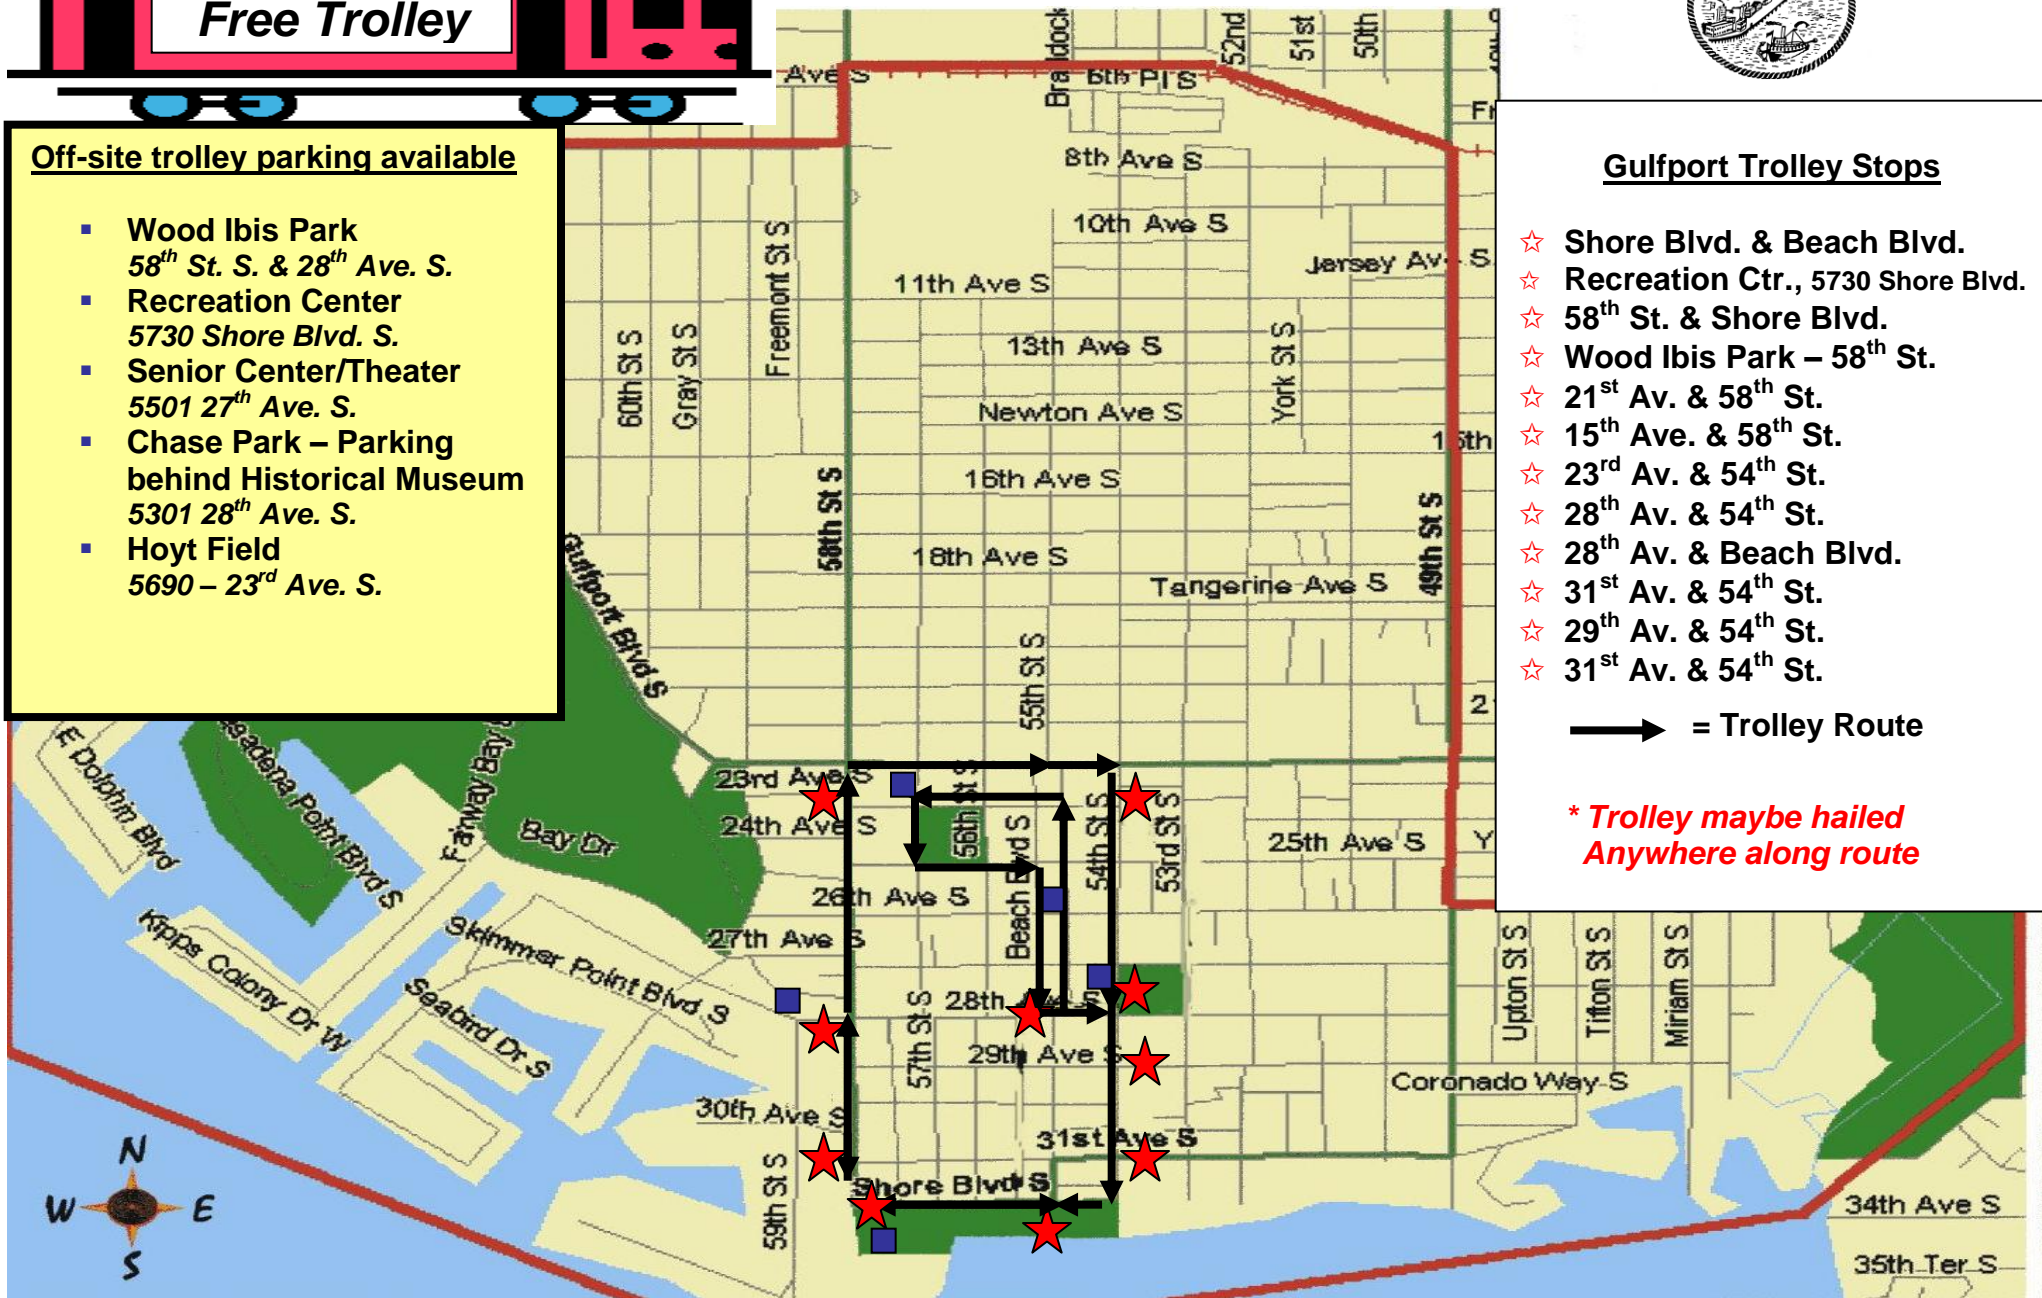 Free Trolley
Off-site trolley parking available
▪ Wood Ibis Park
58th St. S. & 28th Ave. S.
▪ Recreation Center
5730 Shore Blvd. S.
▪ Senior Center/Theater
5501 27th Ave. S.
▪ Chase Park – Parking
behind Historical Museum
5301 28th Ave. S.
▪ Hoyt Field
5690 – 23rd Ave. S.
Gulfport Trolley Stops
☆ Shore Blvd. & Beach Blvd.
☆ Recreation Ctr., 5730 Shore Blvd.
☆ 58th St. & Shore Blvd.
☆ Wood Ibis Park – 58th St.
☆ 21st Av. & 58th St.
☆ 15th Ave. & 58th St.
☆ 23rd Av. & 54th St.
☆ 28th Av. & 54th St.
☆ 28th Av. & Beach Blvd.
☆ 31st Av. & 54th St.
☆ 29th Av. & 54th St.
☆ 31st Av. & 54th St.
= Trolley Route
* Trolley maybe hailed
Anywhere along route
Ave S
Braddock
52nd
51st
50th
6th Pl S
8th Ave S
10th Ave S
Jersey Av S
11th Ave S
Freemont St S
13th Ave S
60th St S
Gray St S
York St S
Newton Ave S
15th
16th Ave S
58th St S
49th St S
18th Ave S
Tangerine Ave S
Gulfport Blvd S
55th St S
E Dolphin Blvd
Pasadena Point Blvd S
Fairway Bay
Bay Dr
23rd Ave S
24th Ave S
56th St S
Beach Blvd S
54th St S
53rd St S
25th Ave S
26th Ave S
27th Ave S
Kipps Colony Dr W
Skimmer Point Blvd S
Seabird Dr S
28th Ave S
57th St S
29th Ave S
Upton St S
Tifton St S
Miriam St S
Coronado Way S
30th Ave S
31st Ave S
59th St S
Shore Blvd S
34th Ave S
35th Ter S
N
W E
S